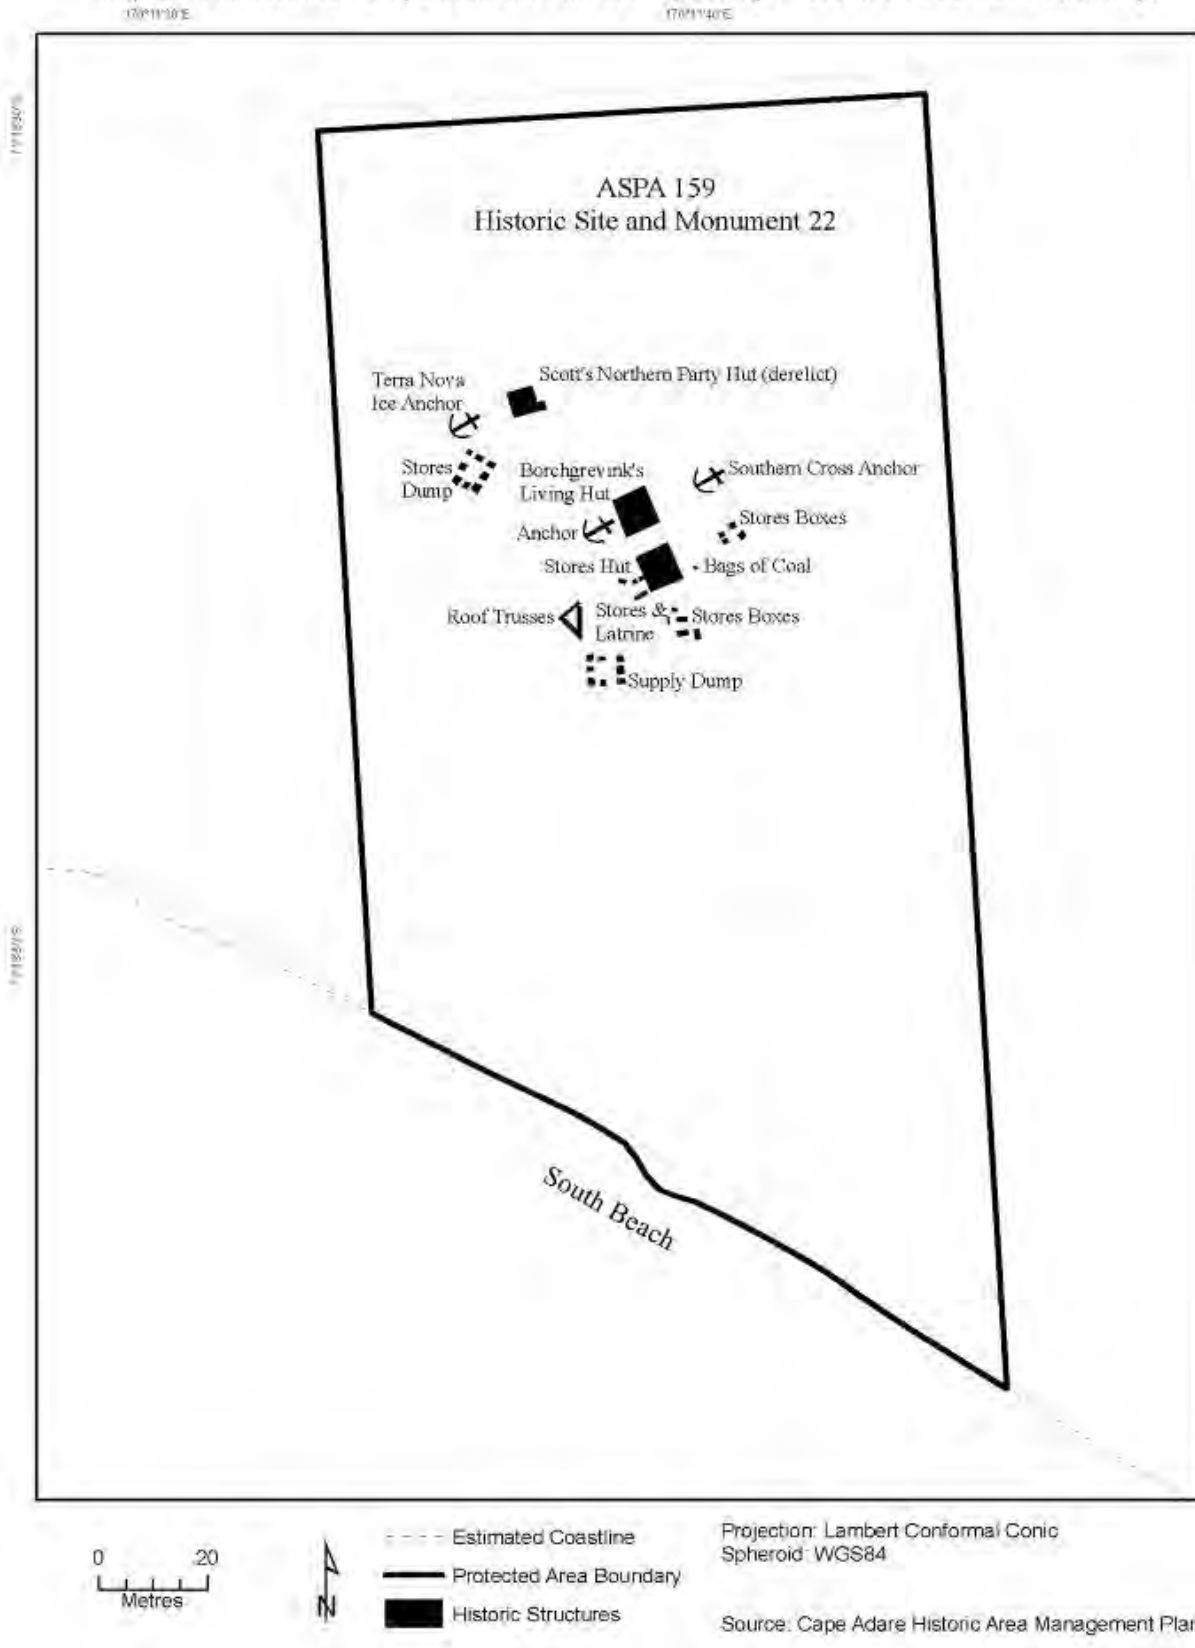 170°11'40"E
ASPA 159
Historic Site and Monument 22
Scott's Northern Party Hut (derelict)
Terra Nova
Ice Anchor
Stores
Dump
Borchgrevink's
Living Hut
Southern Cross Anchor
Anchor
Stores Boxes
Stores Hut
Bags of Coal
Roof Trusses
Stores &
Latrine
Stores Boxes
Supply Dump
South Beach
0 20
Metres
N
Estimated Coastline
Protected Area Boundary
Historic Structures
Projection: Lambert Conformal Conic
Spheroid: WGS84
Source: Cape Adare Historic Area Management Plan